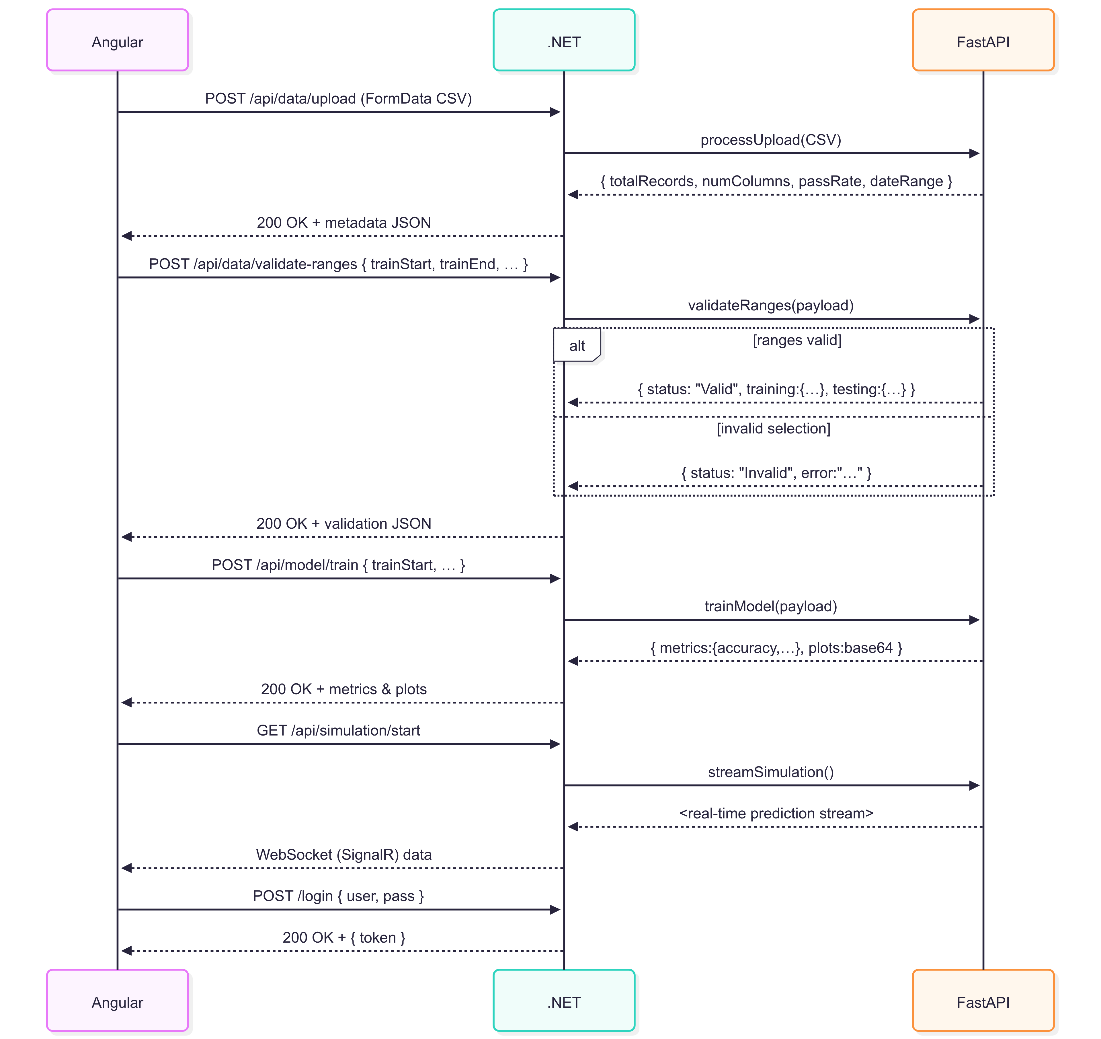 Angular
.NET
FastAPI
POST /api/data/upload (FormData CSV)
processUpload(CSV)
{ totalRecords, numColumns, passRate, dateRange }
200 OK + metadata JSON
POST /api/data/validate-ranges { trainStart, trainEnd, … }
validateRanges(payload)
alt
[ranges valid]
{ status: "Valid", training:{…}, testing:{…} }
[invalid selection]
{ status: "Invalid", error:"…" }
200 OK + validation JSON
POST /api/model/train { trainStart, … }
trainModel(payload)
{ metrics:{accuracy,…}, plots:base64 }
200 OK + metrics & plots
GET /api/simulation/start
streamSimulation()
<real-time prediction stream>
WebSocket (SignalR) data
POST /login { user, pass }
200 OK + { token }
Angular
.NET
FastAPI